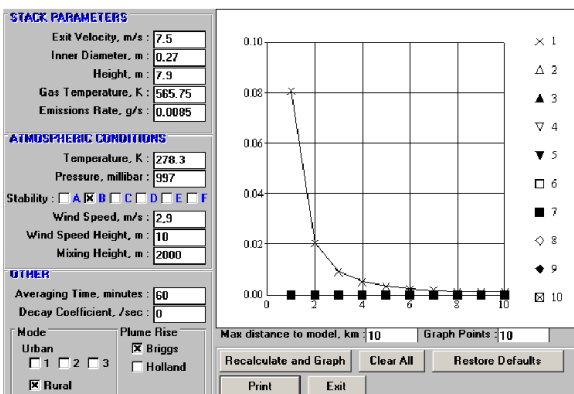 STACK PARAMETERS
Exit Velocity, m/s : 7.5
Inner Diameter, m : 0.27
Height, m : 7.9
Gas Temperature, K : 565.75
Emissions Rate, g/s : 0.0085
ATMOSPHERIC CONDITIONS
Temperature, K : 278.3
Pressure, millibar : 997
Stability : A B C D E F
Wind Speed, m/s : 2.9
Wind Speed Height, m : 10
Mixing Height, m : 2000
OTHER
Averaging Time, minutes : 60
Decay Coefficient, /sec : 0
Mode
Urban
1 2 3
Rural
Plume Rise
Briggs
Holland
0.10
0.08
0.06
0.04
0.02
0.00
0 2 4 6 8 10
1
2
3
4
5
6
7
8
9
10
Max distance to model, km : 10 Graph Points : 10
Recalculate and Graph Clear All Restore Defaults
Print Exit